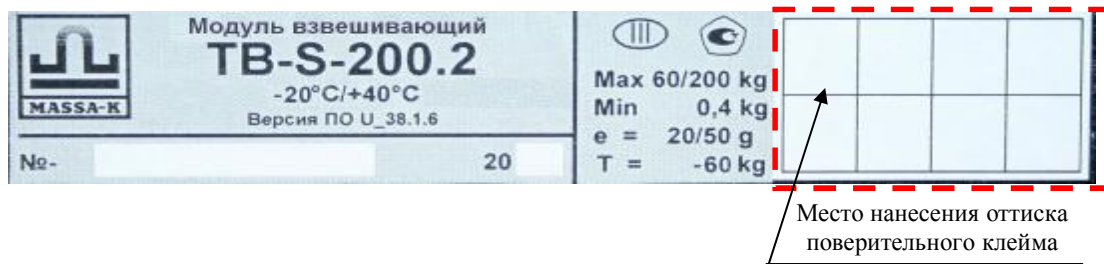 Модуль взвешивающий
TB-S-200.2
-20°C/+40°C
Версия ПО U_38.1.6
MASSA-K
№-
20
III
Max 60/200 kg
Min 0,4 kg
e = 20/50 g
T = -60 kg
Место нанесения оттиска
поверительного клейма